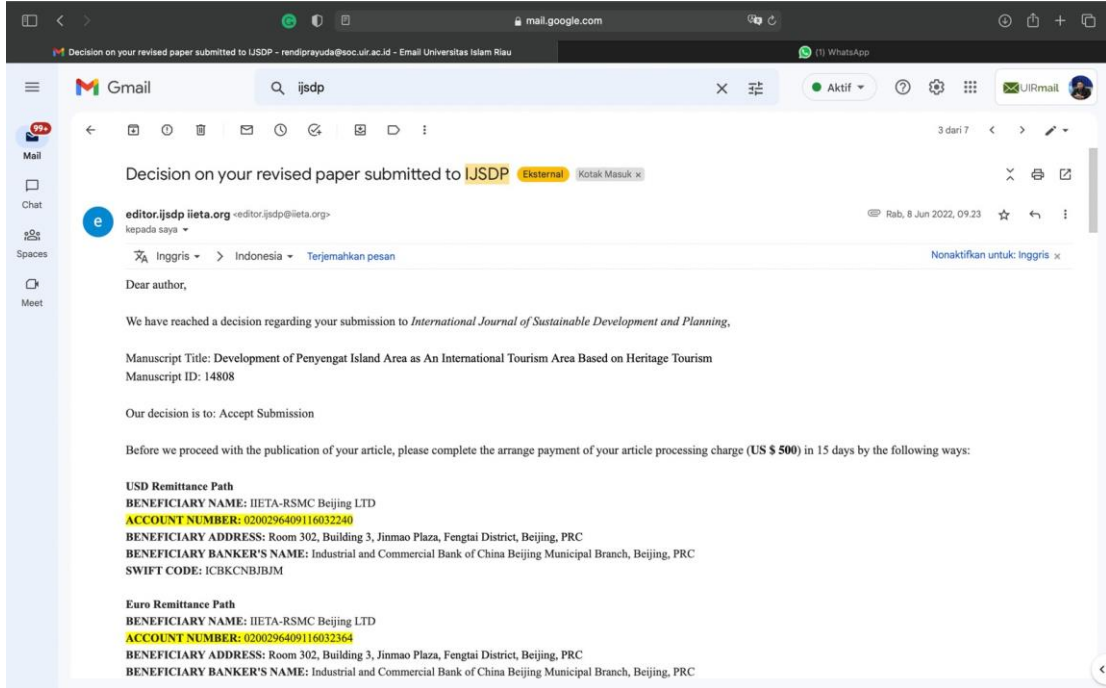 mail.google.com
Decision on your revised paper submitted to IJSDP - rendiprayuda@soc.uir.ac.id - Email Universitas Islam Riau
(1) WhatsApp
Gmail
ijsdp
Aktif
UIRmail
99+
Mail
Chat
Spaces
Meet
3 dari 7
Decision on your revised paper submitted to IJSDP Eksternal Kotak Masuk x
editor.ijsdp iieta.org <editor.ijsdp@iieta.org>
Rab, 8 Jun 2022, 09.23
kepada saya
Inggris > Indonesia Terjemahkan pesan
Nonaktifkan untuk: Inggris x
Dear author,
We have reached a decision regarding your submission to International Journal of Sustainable Development and Planning,
Manuscript Title: Development of Penyengat Island Area as An International Tourism Area Based on Heritage Tourism
Manuscript ID: 14808
Our decision is to: Accept Submission
Before we proceed with the publication of your article, please complete the arrange payment of your article processing charge (US $ 500) in 15 days by the following ways:
USD Remittance Path
BENEFICIARY NAME: IIETA-RSMC Beijing LTD
ACCOUNT NUMBER: 0200296409116032240
BENEFICIARY ADDRESS: Room 302, Building 3, Jinmao Plaza, Fengtai District, Beijing, PRC
BENEFICIARY BANKER'S NAME: Industrial and Commercial Bank of China Beijing Municipal Branch, Beijing, PRC
SWIFT CODE: ICBKCNBJBJM
Euro Remittance Path
BENEFICIARY NAME: IIETA-RSMC Beijing LTD
ACCOUNT NUMBER: 0200296409116032364
BENEFICIARY ADDRESS: Room 302, Building 3, Jinmao Plaza, Fengtai District, Beijing, PRC
BENEFICIARY BANKER'S NAME: Industrial and Commercial Bank of China Beijing Municipal Branch, Beijing, PRC